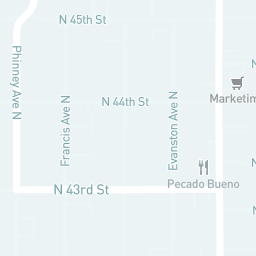 N 45th St
Phinney Ave N
N 44th St
Francis Ave N
Evanston Ave N
Marketim
Pecado Bueno
N 43rd St